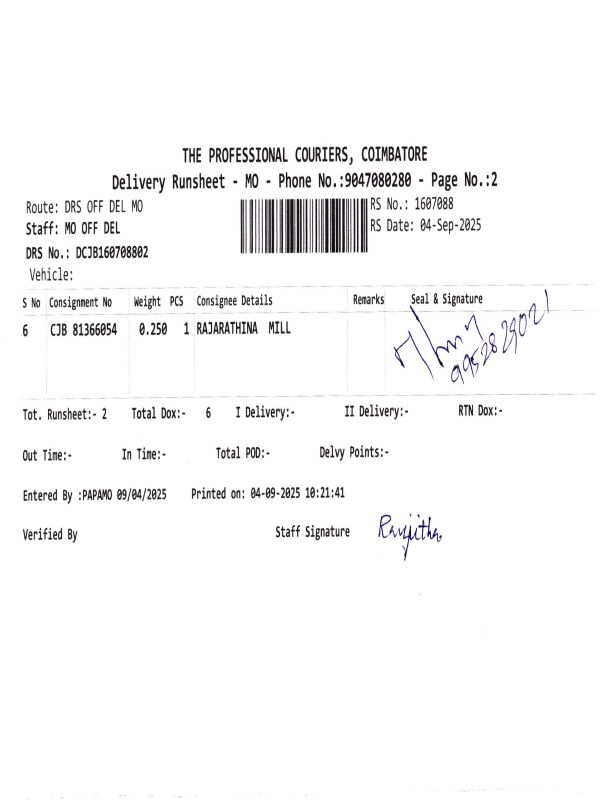 THE PROFESSIONAL COURIERS, COIMBATORE
Delivery Runsheet - MO - Phone No.:9047080280 - Page No.:2
Route: DRS OFF DEL MO
RS No.: 1607088
Staff: MO OFF DEL
RS Date: 04-Sep-2025
DRS No.: DCJB160708802
Vehicle:
S No Consignment No Weight PCS Consignee Details Remarks Seal & Signature
6 CJB 81366054 0.250 1 RAJARATHINA MILL
9952829021
Tot. Runsheet:- 2 Total Dox:- 6 I Delivery:- II Delivery:- RTN Dox:-
Out Time:- In Time:- Total POD:- Delvy Points:-
Entered By :PAPAMO 09/04/2025 Printed on: 04-09-2025 10:21:41
Verified By Staff Signature Ranjitha